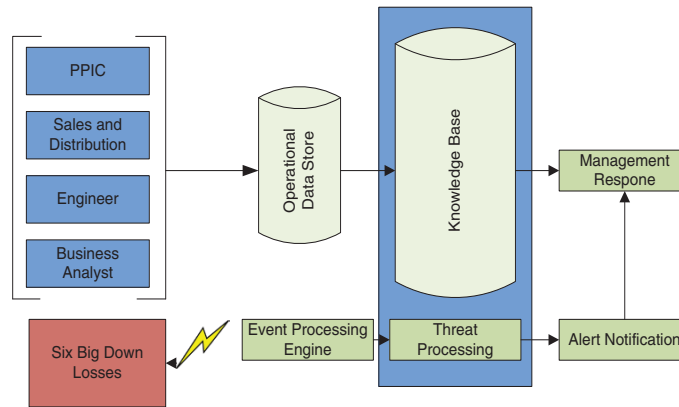 PPIC
Sales and
Distribution
Engineer
Business
Analyst
Operational
Data Store
Knowledge Base
Management
Respone
Six Big Down
Losses
Event Processing
Engine
Threat
Processing
Alert Notification